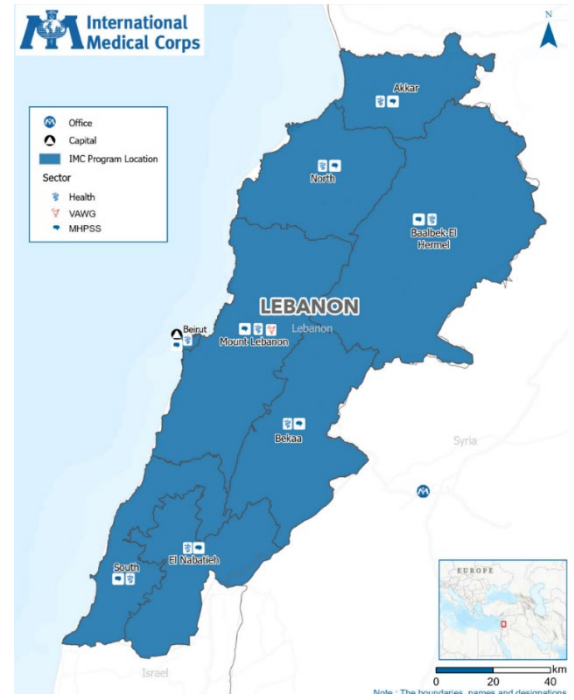 International
Medical Corps
N
Office
Capital
IMC Program Location
Sector
Health
VAWG
MHPSS
Akkar
North
Baalbek-El
Hermel
LEBANON
Lebanon
Beirut
Mount Lebanon
Bekaa
Syria
El Nabatieh
South
Israel
EUROPE
km
0 20 40
Note : The boundaries, names and designations